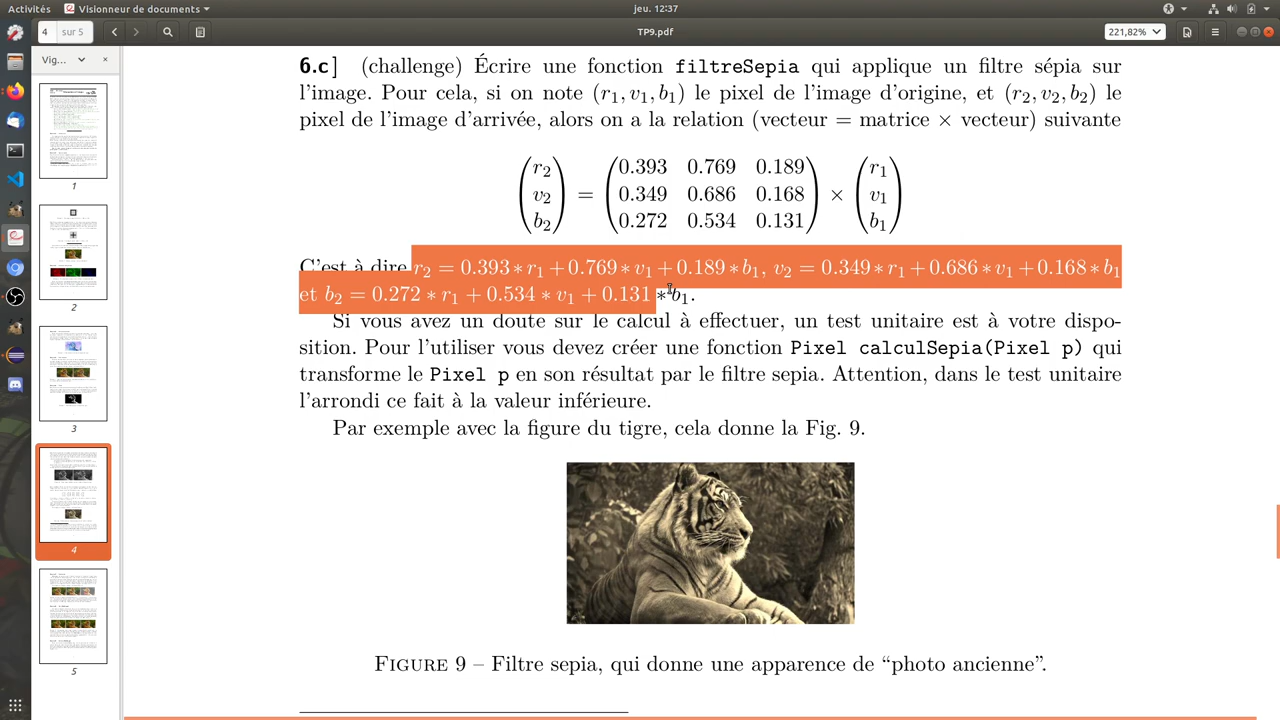 Activités
Visionneur de documents
jeu. 12:37
4 sur 5
TP9.pdf
221,82%
Vig…
1
2
3
4
5
6.c] (challenge) Écrire une fonction filtreSepia qui applique un filtre sépia sur
l'image. Pour cela, si on note (r₁, v₁, b₁) le pixel de l'image d'origine, et (r₂, v₂, b₂) le
pixel de l'image d'arrivée, alors on a la relation (vecteur = matrice × vecteur) suivante
r₂ 0.393 0.769 0.189 r₁
v₂ = 0.349 0.686 0.168 × v₁
b₂ 0.272 0.534 0.131 b₁
C'est à dire r₂ = 0.393 ∗ r₁ + 0.769 ∗ v₁ + 0.189 ∗ b₁, v₂ = 0.349 ∗ r₁ + 0.686 ∗ v₁ + 0.168 ∗ b₁
et b₂ = 0.272 ∗ r₁ + 0.534 ∗ v₁ + 0.131 ∗ b₁.
Si vous avez un doute sur le calcul à effectuer, un test unitaire est à votre dispo-
sition. Pour l'utiliser vous devez créer une fonction Pixel calculSepia(Pixel p) qui
transforme le Pixel p en son résultat par le filtre sepia. Attention, dans le test unitaire
l'arrondi ce fait à la valeur inférieure.
Par exemple avec la figure du tigre, cela donne la Fig. 9.
FIGURE 9 – Filtre sepia, qui donne une apparence de "photo ancienne".